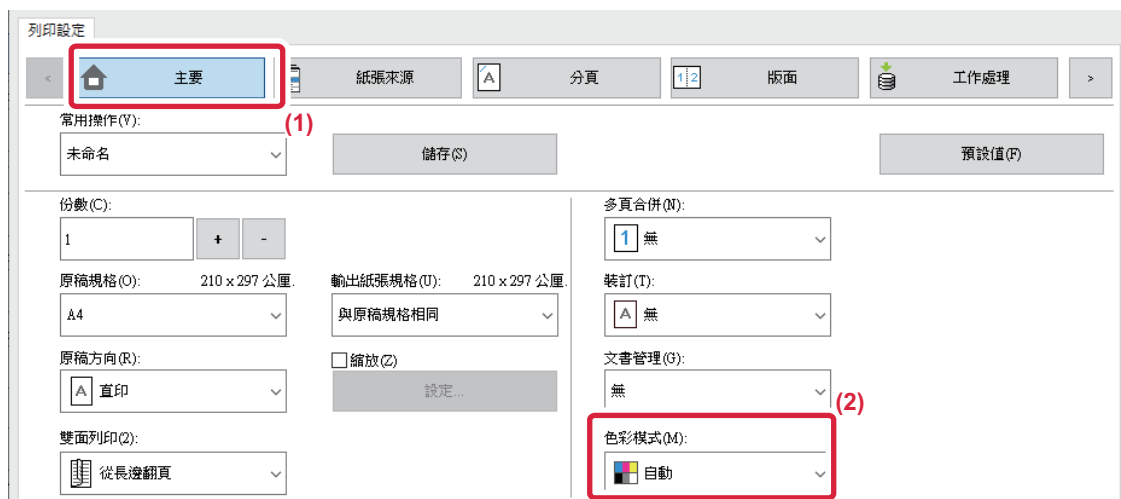 列印設定
< 主要 紙張來源 分頁 版面 工作處理 >
(1)
常用操作(V):
未命名 儲存(S) 預設值(F)
份數(C): 多頁合併(N):
1 + - 1 無
原稿規格(O): 210 x 297 公厘. 輸出紙張規格(U): 210 x 297 公厘. 裝訂(T):
A4 與原稿規格相同 A 無
原稿方向(R): 縮放(Z) 文書管理(G):
A 直印 設定... 無
(2)
雙面列印(2): 色彩模式(M):
從長邊翻頁 自動